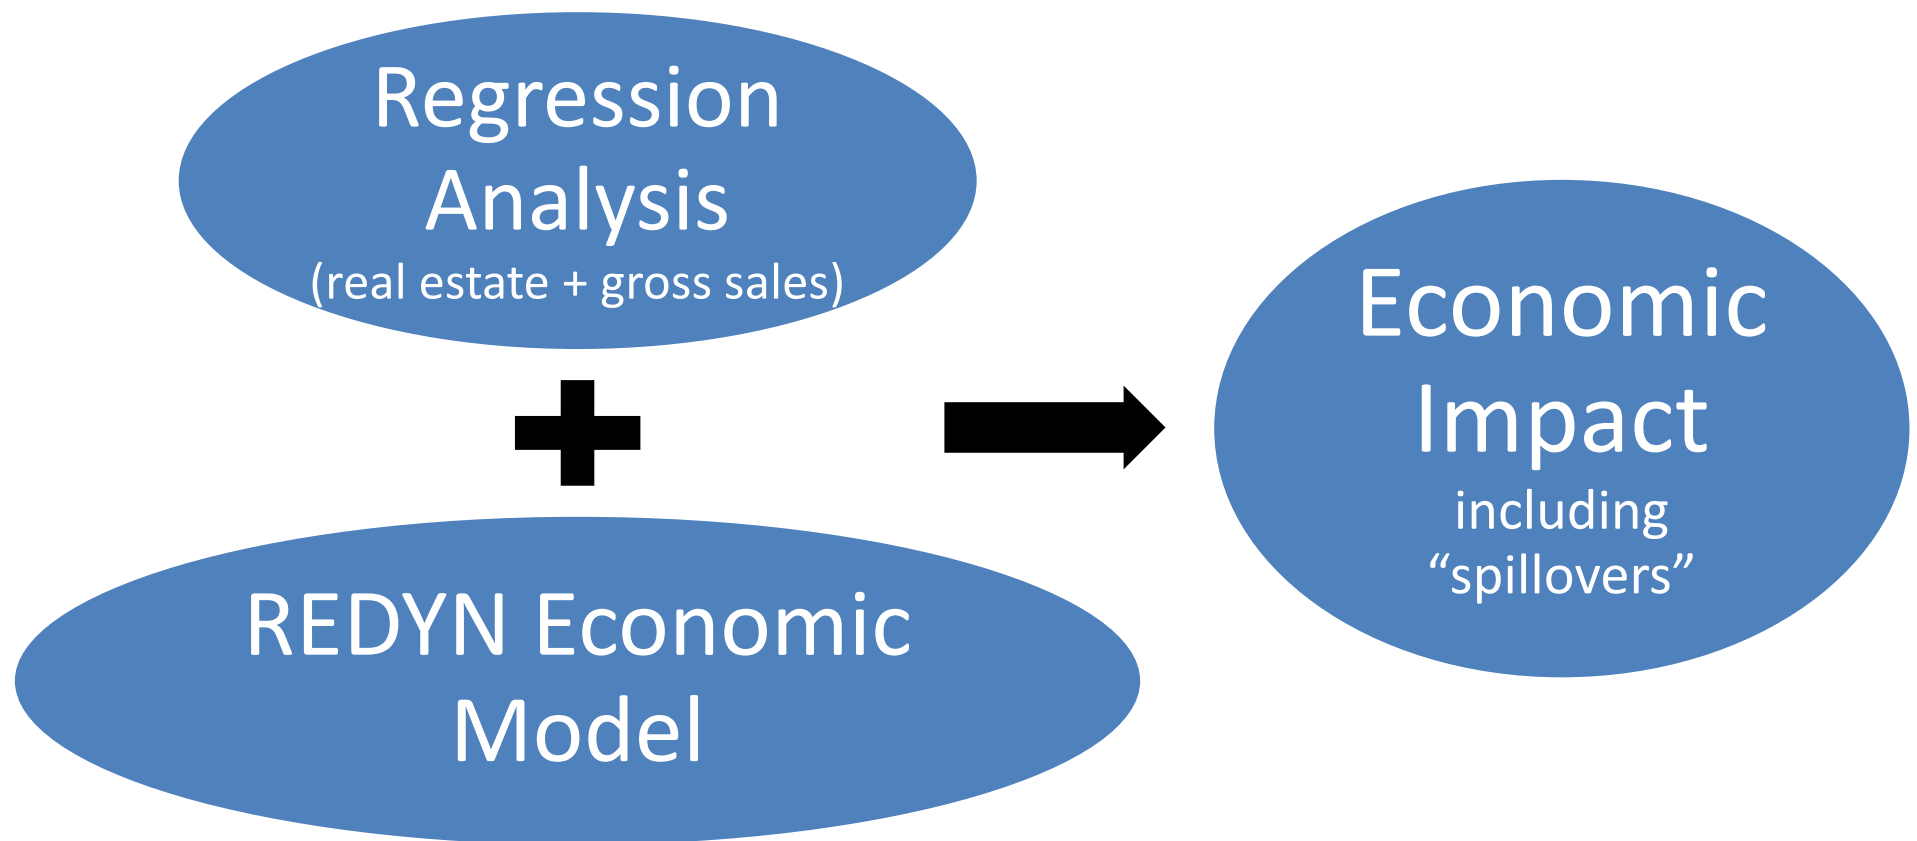 Regression
Analysis
(real estate + gross sales)
REDYN Economic
Model
Economic
Impact
including
“spillovers”